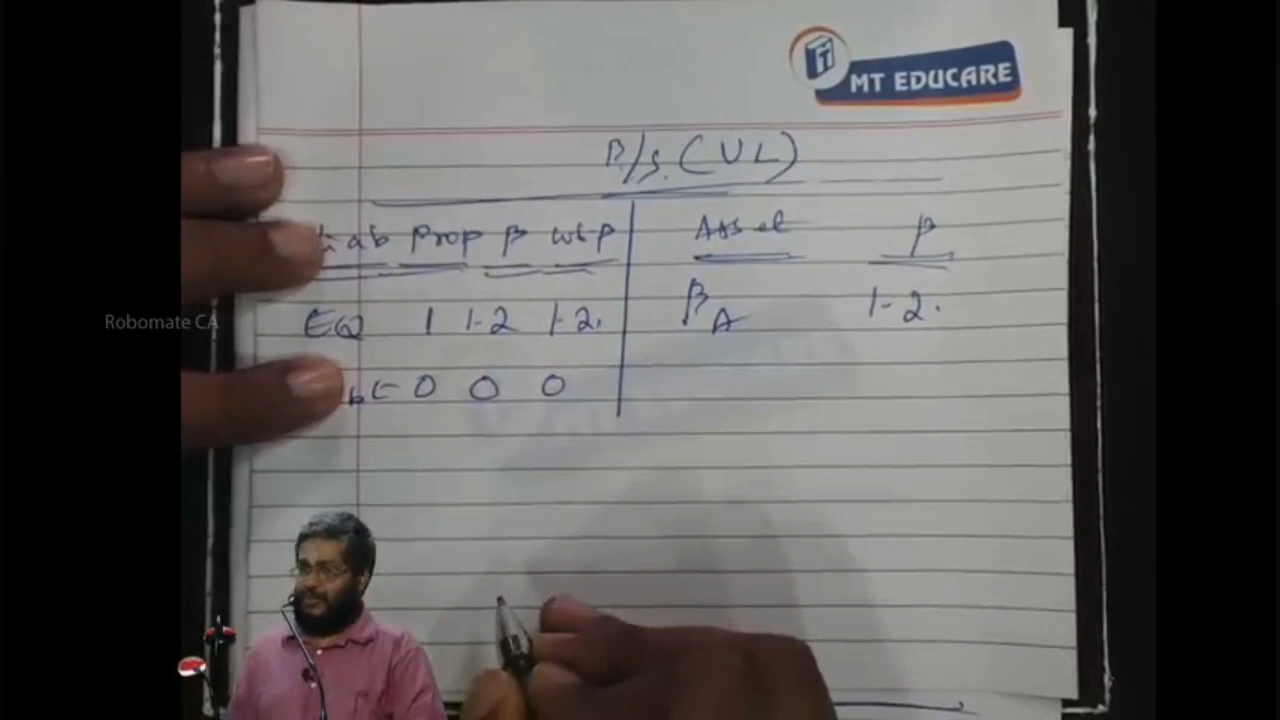 MT EDUCARE
B/S. (UL)
Prop β wt β Asset β
EQ 1 1.2 1.2. βA 1.2.
0 0 0
Robomate CA